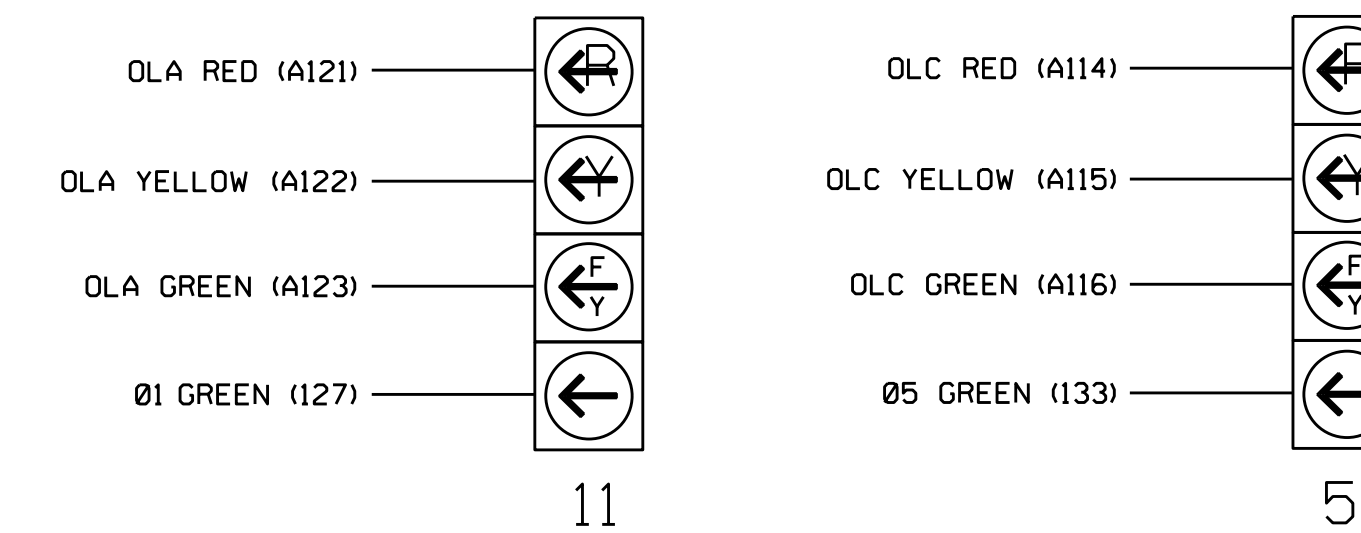 OLA RED (A121)
R
OLA YELLOW (A122)
Y
OLA GREEN (A123)
F
Y
Ø1 GREEN (127)
11
OLC RED (A114)
OLC YELLOW (A115)
Y
OLC GREEN (A116)
F
Y
Ø5 GREEN (133)
5